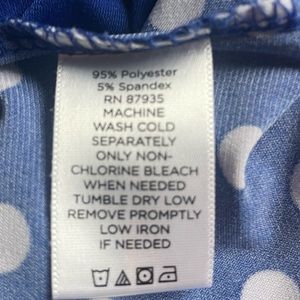 95% Polyester
5% Spandex
RN 87935
MACHINE
WASH COLD
SEPARATELY
ONLY NON-
CHLORINE BLEACH
WHEN NEEDED
TUMBLE DRY LOW
REMOVE PROMPTLY
LOW IRON
IF NEEDED